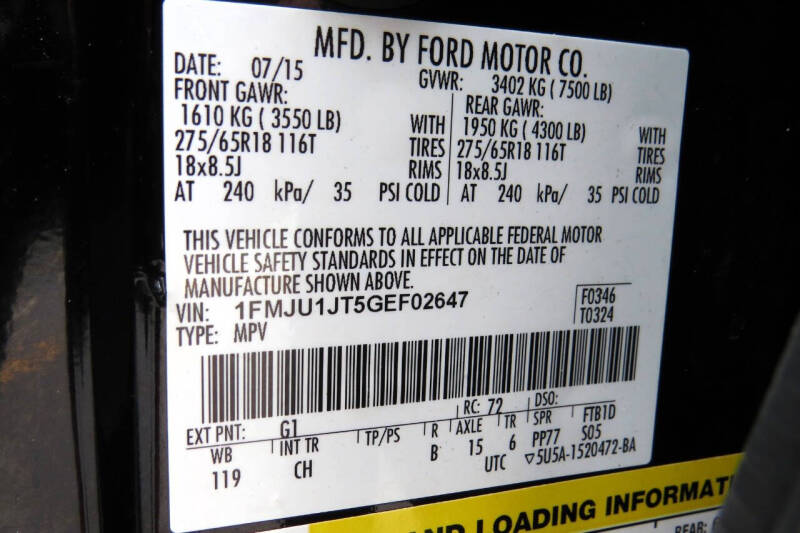 MFD. BY FORD MOTOR CO.
DATE: 07/15 GVWR: 3402 KG ( 7500 LB)
FRONT GAWR: REAR GAWR:
1610 KG ( 3550 LB) WITH 1950 KG ( 4300 LB) WITH
275/65R18 116T TIRES 275/65R18 116T TIRES
18x8.5J RIMS 18x8.5J RIMS
AT 240 kPa/ 35 PSI COLD AT 240 kPa/ 35 PSI COLD
THIS VEHICLE CONFORMS TO ALL APPLICABLE FEDERAL MOTOR
VEHICLE SAFETY STANDARDS IN EFFECT ON THE DATE OF
MANUFACTURE SHOWN ABOVE.
VIN: 1FMJU1JT5GEF02647 F0346
TYPE: MPV T0324
EXT PNT: G1 RC: 72 DSO:
WB INT TR TP/PS R AXLE TR SPR FTB1D
119 CH B 15 6 PP77 S05
UTC ▽5U5A-1520472-BA
AND LOADING INFORMAT
REAR: